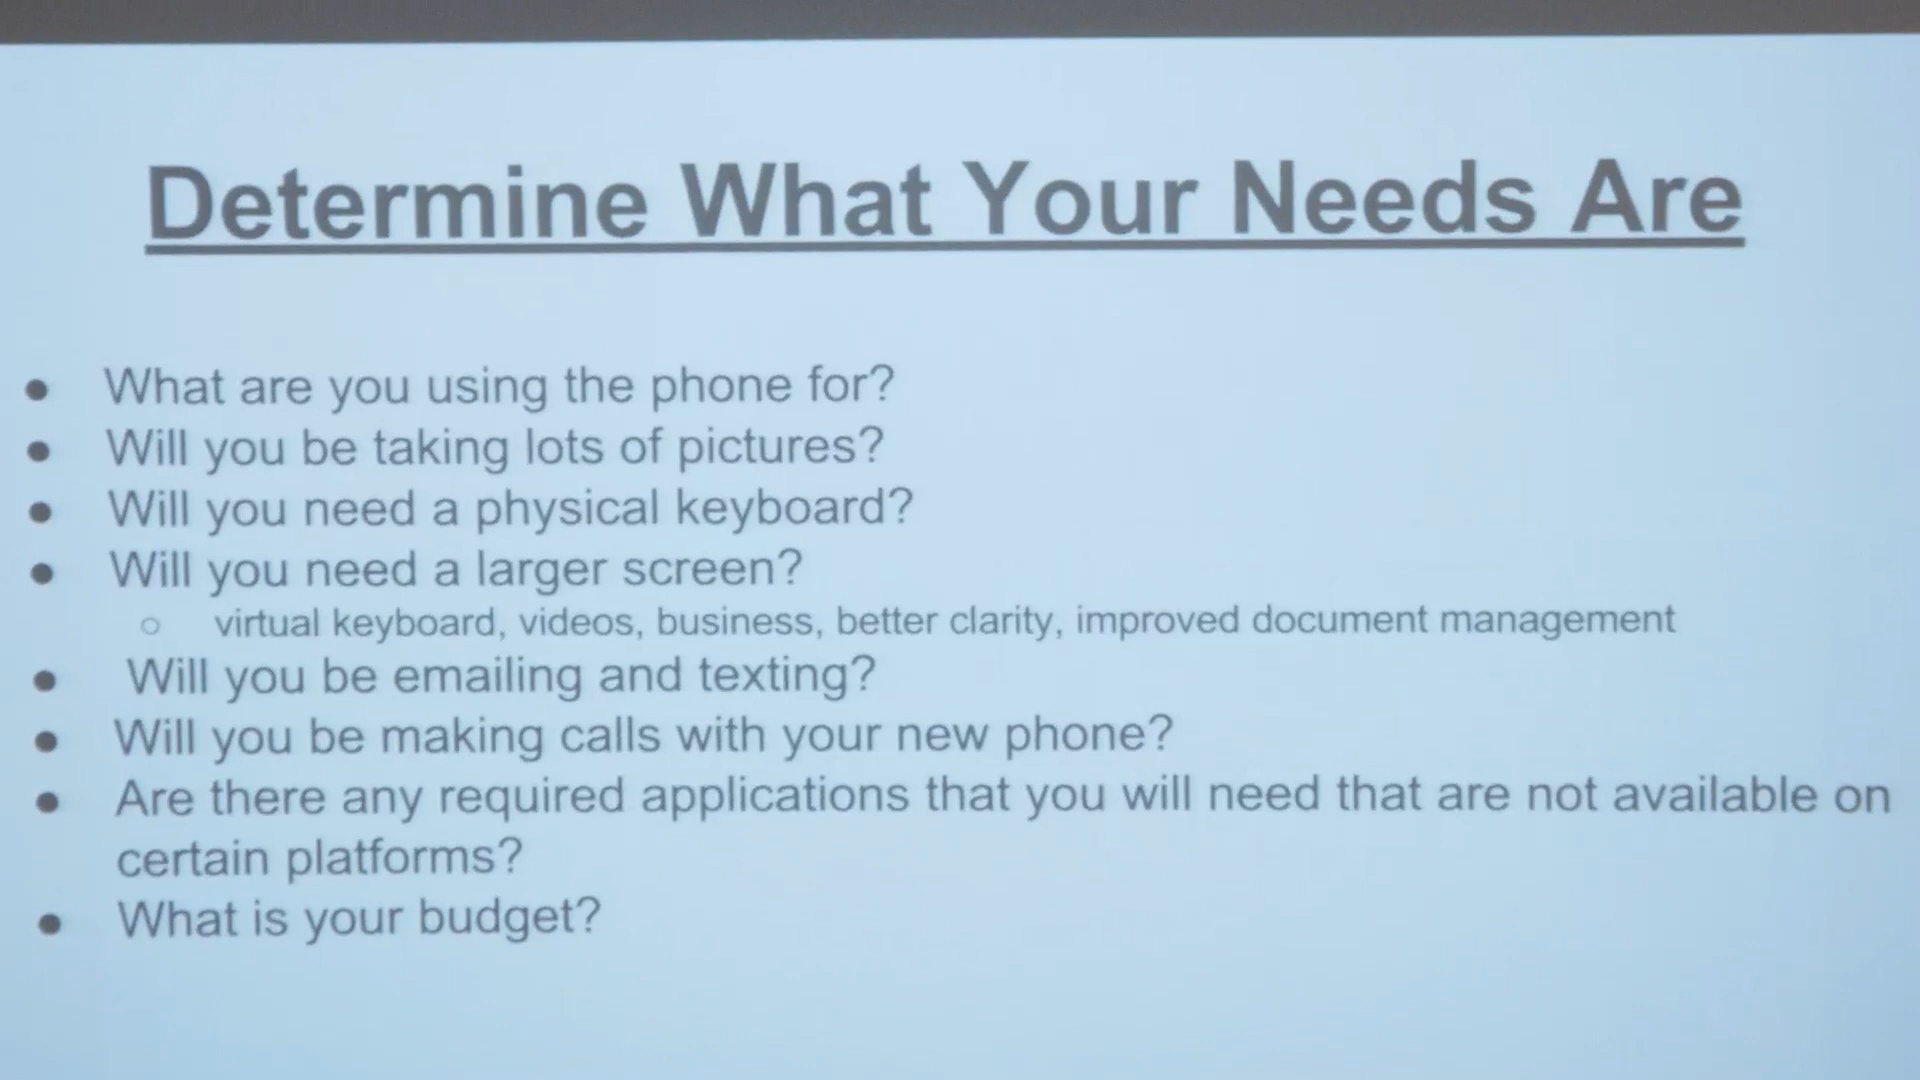 Determine What Your Needs Are
● What are you using the phone for?
● Will you be taking lots of pictures?
● Will you need a physical keyboard?
● Will you need a larger screen?
○ virtual keyboard, videos, business, better clarity, improved document management
● Will you be emailing and texting?
● Will you be making calls with your new phone?
● Are there any required applications that you will need that are not available on
certain platforms?
● What is your budget?